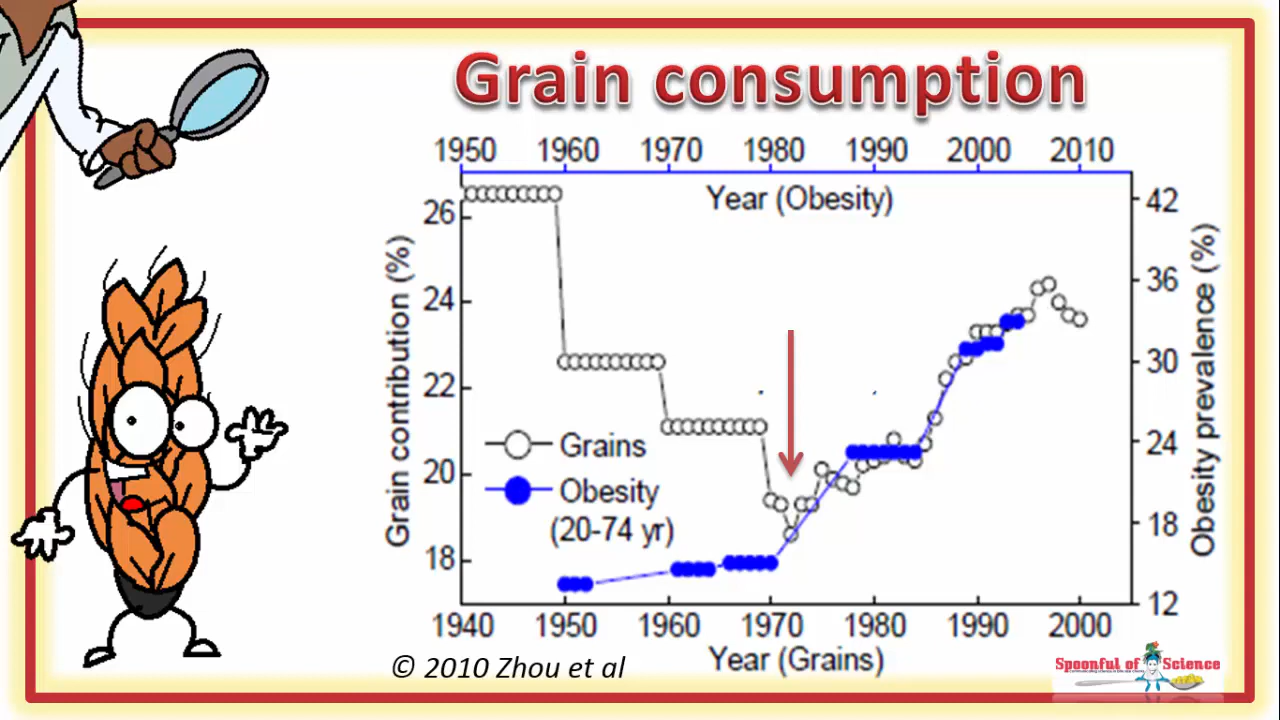 Grain consumption
1950 1960 1970 1980 1990 2000 2010
Year (Obesity)
Grain contribution (%)
26
24
22
20
18
Grains
Obesity
(20-74 yr)
42
36
30
24
18
12
Obesity prevalence (%)
1940 1950 1960 1970 1980 1990 2000
Year (Grains)
© 2010 Zhou et al
Spoonful of Science